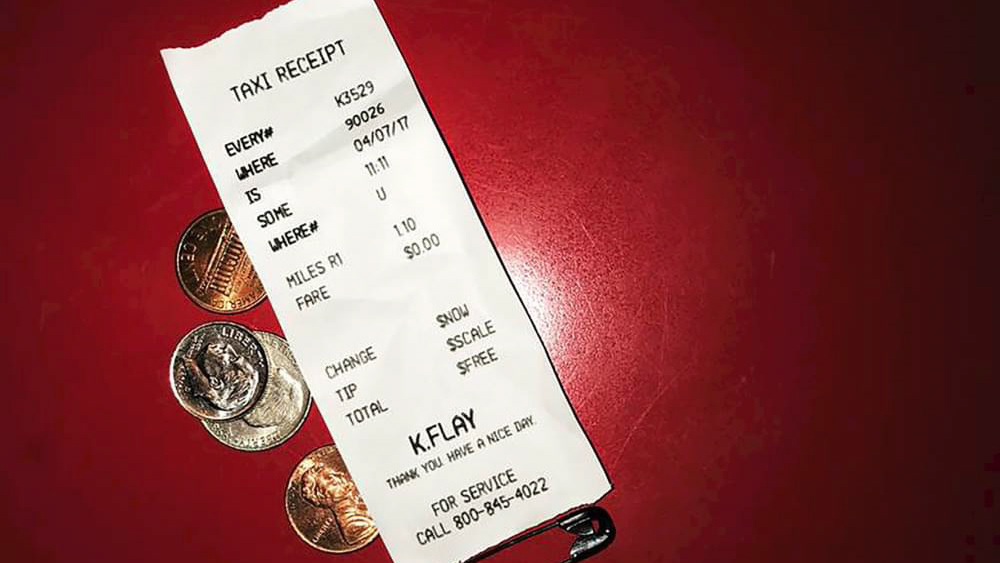 TAXI RECEIPT
EVERY# K3529
WHERE 90026
IS 04/07/17
SOME 11:11
WHERE# U
MILES R1 1.10
FARE $0.00
CHANGE $NOW
TIP $SCALE
TOTAL $FREE
K.FLAY
THANK YOU. HAVE A NICE DAY.
FOR SERVICE
CALL 800-845-4022